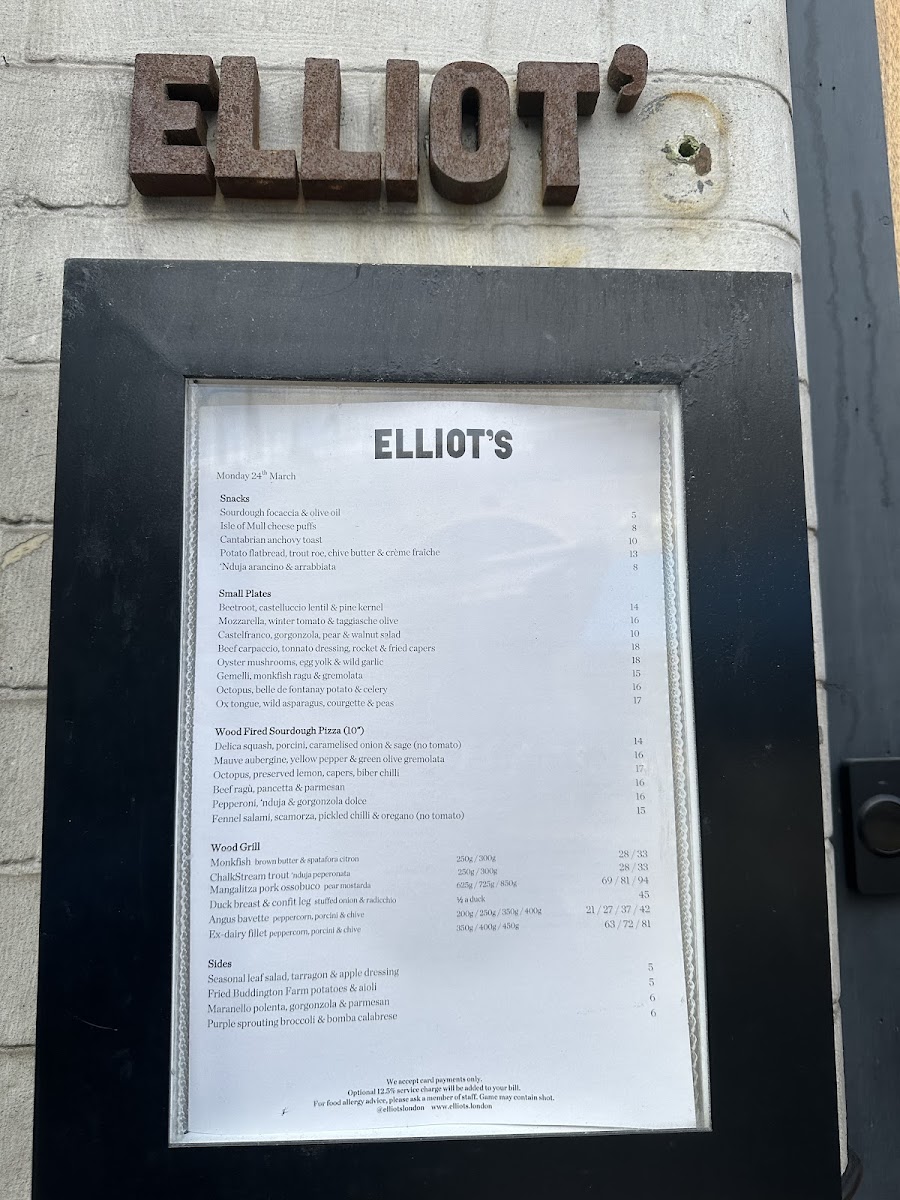 ELLIOT'
ELLIOT'S
Monday 24th March
Snacks
Sourdough focaccia & olive oil 5
Isle of Mull cheese puffs 8
Cantabrian anchovy toast 10
Potato flatbread, trout roe, chive butter & crème fraîche 13
'Nduja arancino & arrabbiata 8
Small Plates
Beetroot, castelluccio lentil & pine kernel 14
Mozzarella, winter tomato & taggiasche olive 16
Castelfranco, gorgonzola, pear & walnut salad 10
Beef carpaccio, tonnato dressing, rocket & fried capers 18
Oyster mushrooms, egg yolk & wild garlic 18
Gemelli, monkfish ragu & gremolata 15
Octopus, belle de fontanay potato & celery 16
Ox tongue, wild asparagus, courgette & peas 17
Wood Fired Sourdough Pizza (10")
Delica squash, porcini, caramelised onion & sage (no tomato) 14
Mauve aubergine, yellow pepper & green olive gremolata 16
Octopus, preserved lemon, capers, biber chilli 17
Beef ragù, pancetta & parmesan 16
Pepperoni, 'nduja & gorgonzola dolce 16
Fennel salami, scamorza, pickled chilli & oregano (no tomato) 15
Wood Grill
Monkfish brown butter & spatafora citron 250g / 300g 28 / 33
ChalkStream trout 'nduja peperonata 250g / 300g 28 / 33
Mangalitza pork ossobuco pear mostarda 625g / 725g / 850g 69 / 81 / 94
Duck breast & confit leg stuffed onion & radicchio ½ a duck 45
Angus bavette peppercorn, porcini & chive 200g / 250g / 350g / 400g 21 / 27 / 37 / 42
Ex-dairy fillet peppercorn, porcini & chive 350g / 400g / 450g 63 / 72 / 81
Sides
Seasonal leaf salad, tarragon & apple dressing 5
Fried Buddington Farm potatoes & aioli 5
Maranello polenta, gorgonzola & parmesan 6
Purple sprouting broccoli & bomba calabrese 6
We accept card payments only.
Optional 12.5% service charge will be added to your bill.
For food allergy advice, please ask a member of staff. Game may contain shot.
@elliotslondon www.elliots.london